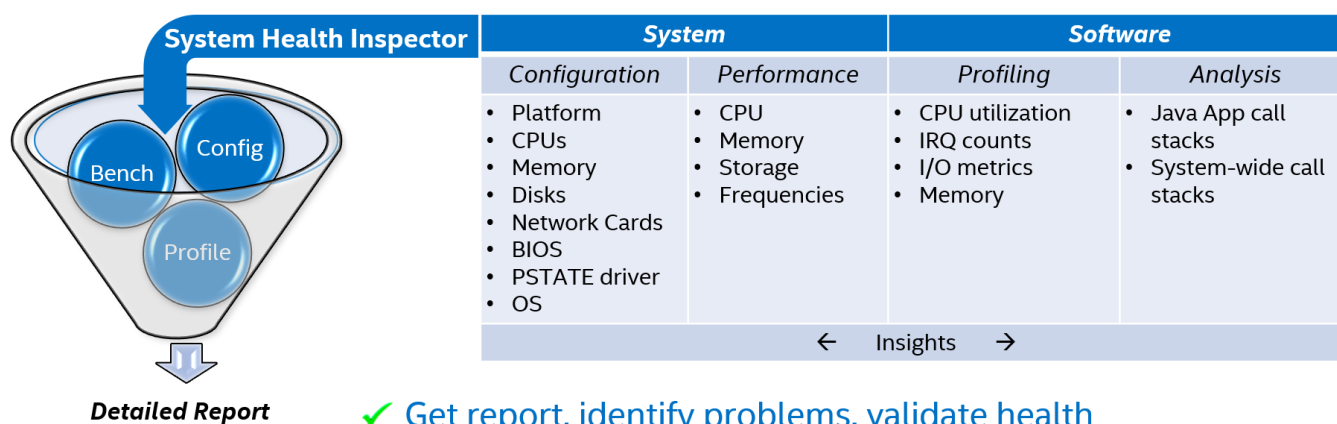 System Health Inspector
System
Software
Configuration
Performance
Profiling
Analysis
• Platform
• CPUs
• Memory
• Disks
• Network Cards
• BIOS
• PSTATE driver
• OS
• CPU
• Memory
• Storage
• Frequencies
• CPU utilization
• IRQ counts
• I/O metrics
• Memory
• Java App call
stacks
• System-wide call
stacks
← Insights →
Config
Bench
Profile
Detailed Report
✓ Get report, identify problems, validate health